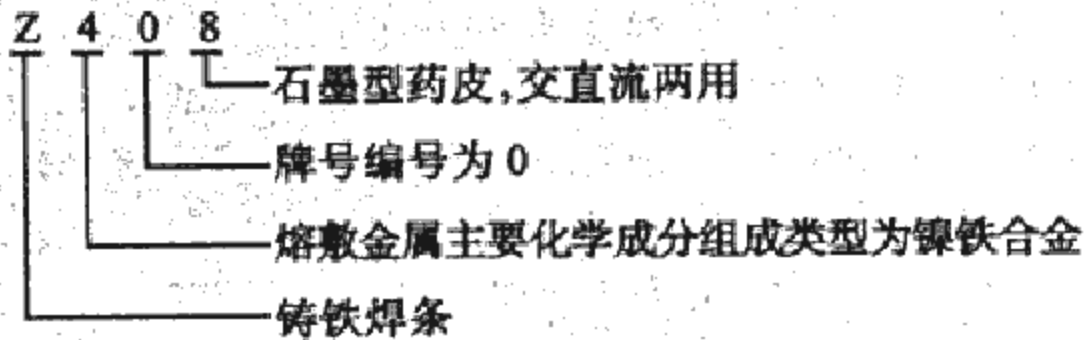 Z 4 0 8
石墨型药皮,交直流两用
牌号编号为0
熔敷金属主要化学成分组成类型为镍铁合金
铸铁焊条